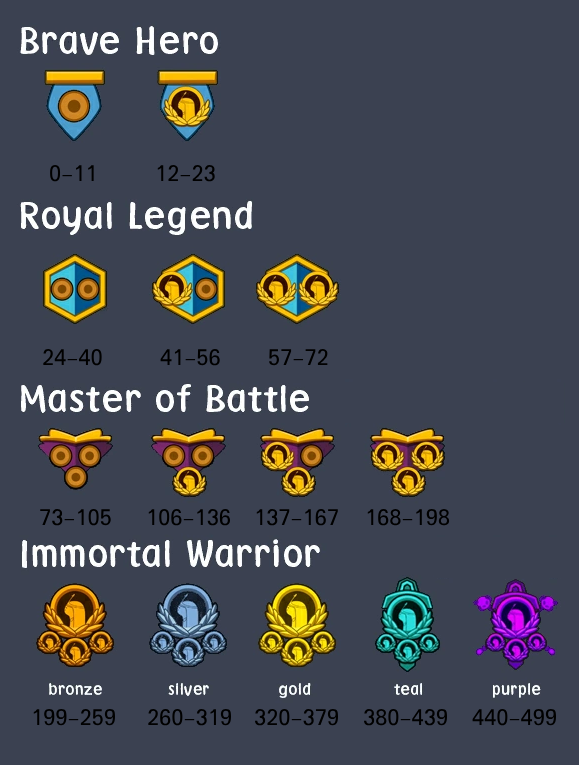 Brave Hero
0–11 12–23
Royal Legend
24–40 41–56 57–72
Master of Battle
73–105 106–136 137–167 168–198
Immortal Warrior
bronze silver gold teal purple
199–259 260–319 320–379 380–439 440–499